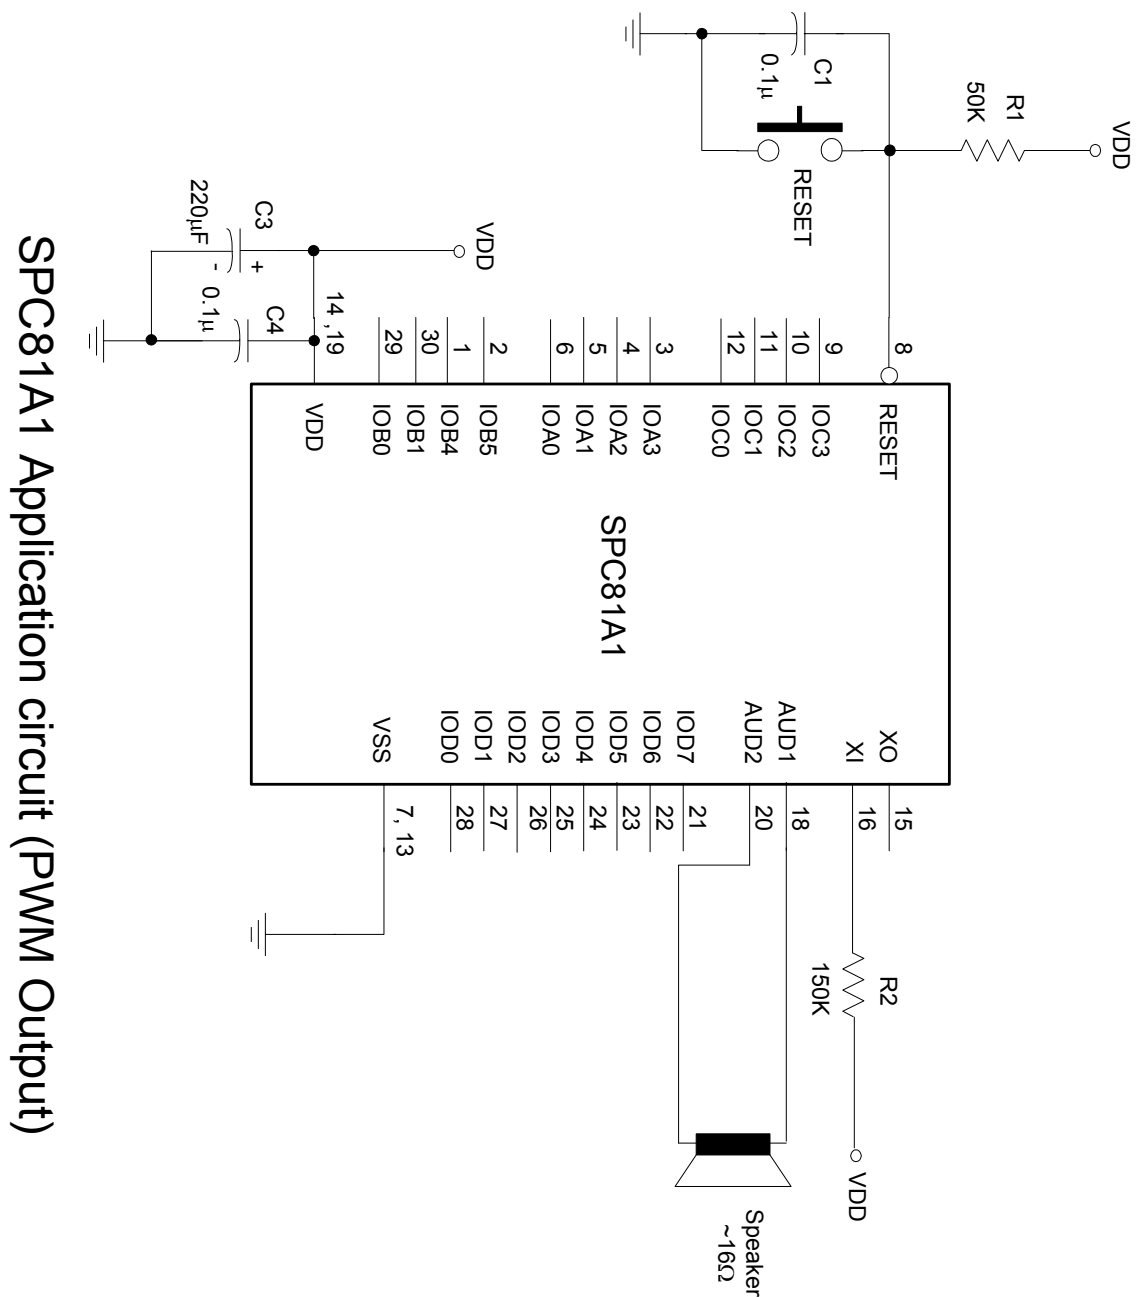 VDD
R1
50K
C1
0.1µ
RESET
VDD
C3
220µF
+
-
C4
0.1µ
8
9
10
11
12
3
4
5
6
2
1
30
29
14 ,19
RESET
IOC3
IOC2
IOC1
IOC0
IOA3
IOA2
IOA1
IOA0
IOB5
IOB4
IOB1
IOB0
VDD
SPC81A1
XO
XI
AUD1
AUD2
IOD7
IOD6
IOD5
IOD4
IOD3
IOD2
IOD1
IOD0
VSS
15
16
18
20
21
22
23
24
25
26
27
28
7, 13
R2
150K
VDD
Speaker
~16Ω
SPC81A1 Application circuit (PWM Output)